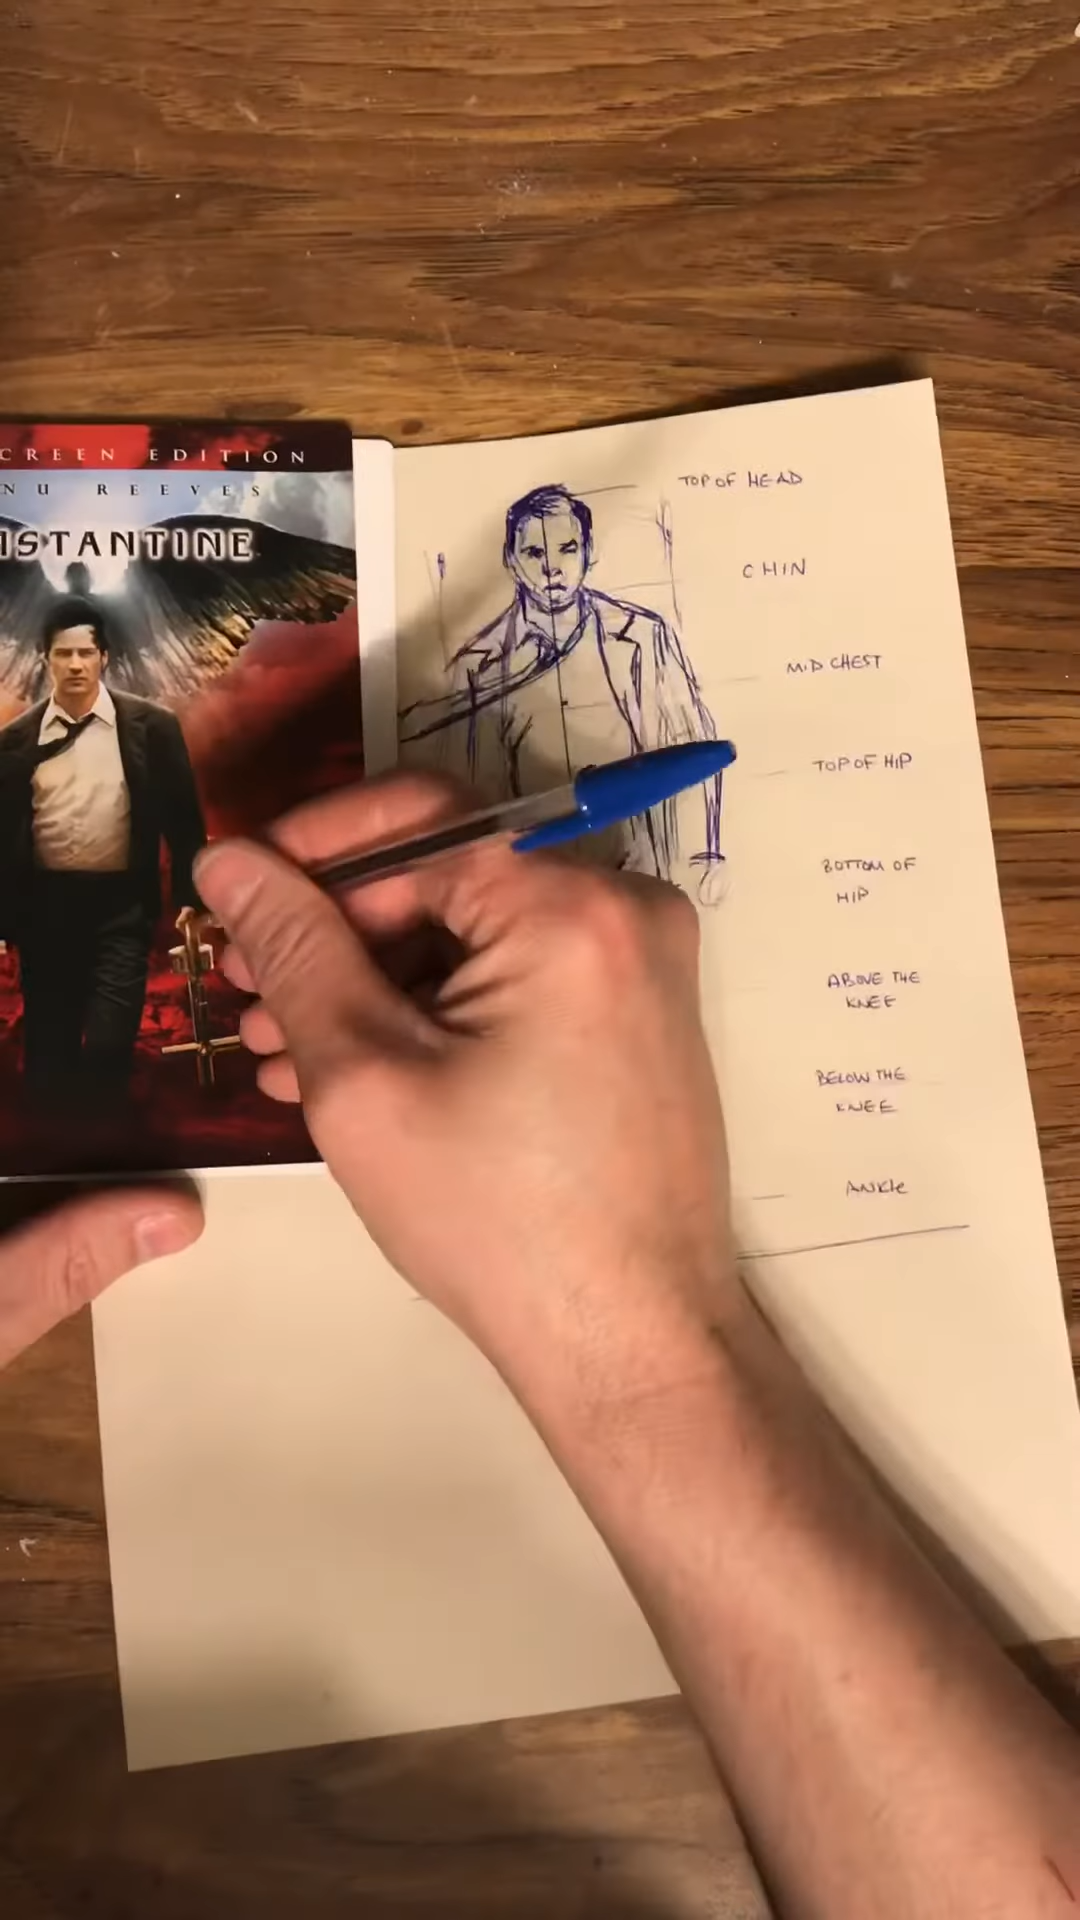 CREEN EDITION
NU REEVES
ISTANTINE
TOP OF HEAD
CHIN
MID CHEST
TOP OF HIP
BOTTOM OF
HIP
ABOVE THE
KNEE
BELOW THE
KNEE
ANKle